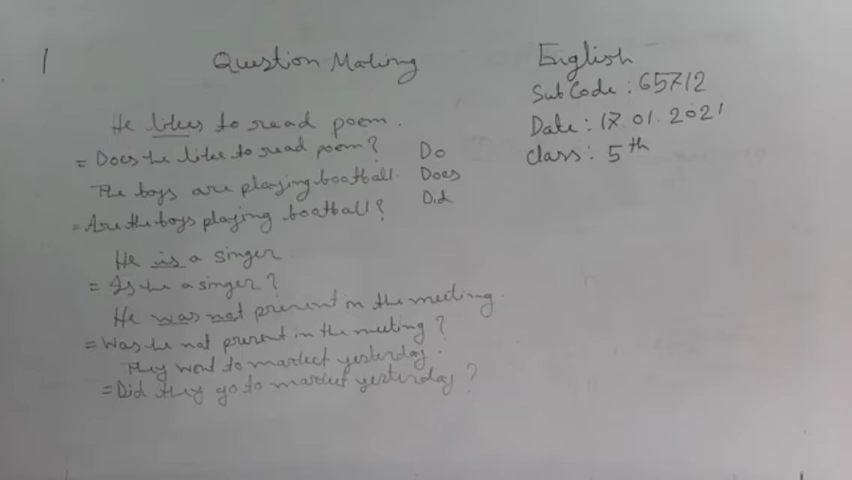 1
Question Making
English
Sub Code : 65712
Date : 17.01.2021
Class : 5th
He likes to read poem.
= Does he like to read poem?
Do
The boys are playing bootball.
Does
= Are the boys playing bootball?
Did
He is a singer.
= Is he a singer?
He was not present in the meeting.
= Was he not present in the meeting?
They went to market yesterday.
= Did they go to market yesterday?